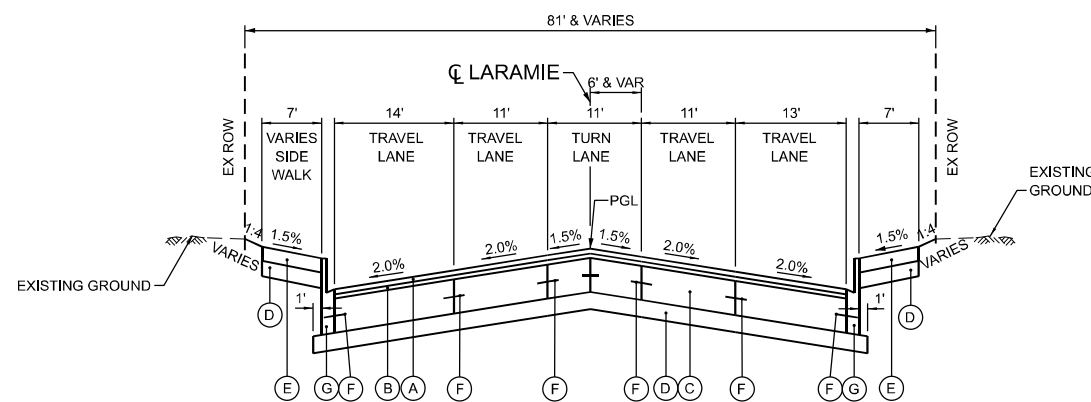 81' & VARIES
℄ LARAMIE
6' & VAR
7'
14'
11'
11'
11'
13'
7'
EX ROW
VARIES
SIDE
WALK
TRAVEL
LANE
TRAVEL
LANE
TURN
LANE
TRAVEL
LANE
TRAVEL
LANE
EX ROW
EXISTING
GROUND
PGL
1:4
1.5%
VARIES
2.0%
2.0%
1.5%
1.5%
2.0%
2.0%
1.5%
1:4
VARIES
EXISTING GROUND
1'
1'
D
E
G
F
B
A
F
F
F
D
C
F
F
G
E
D